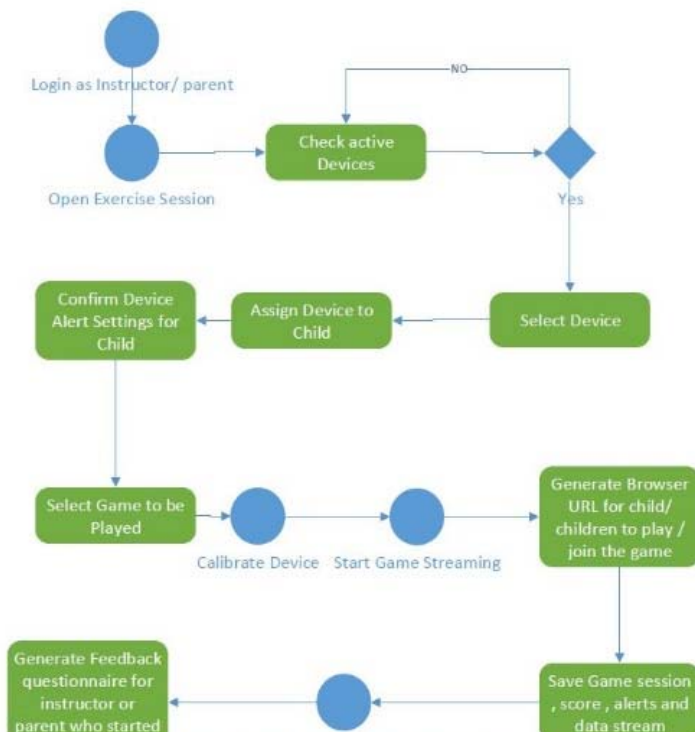 Login as Instructor/ parent
NO
Check active
Devices
Open Exercise Session
Yes
Confirm Device
Alert Settings for
Child
Assign Device to
Child
Select Device
Select Game to be
Played
Calibrate Device
Start Game Streaming
Generate Browser
URL for child/
children to play /
join the game
Generate Feedback
questionnaire for
instructor or
parent who started
Save Game session
, score , alerts and
data stream